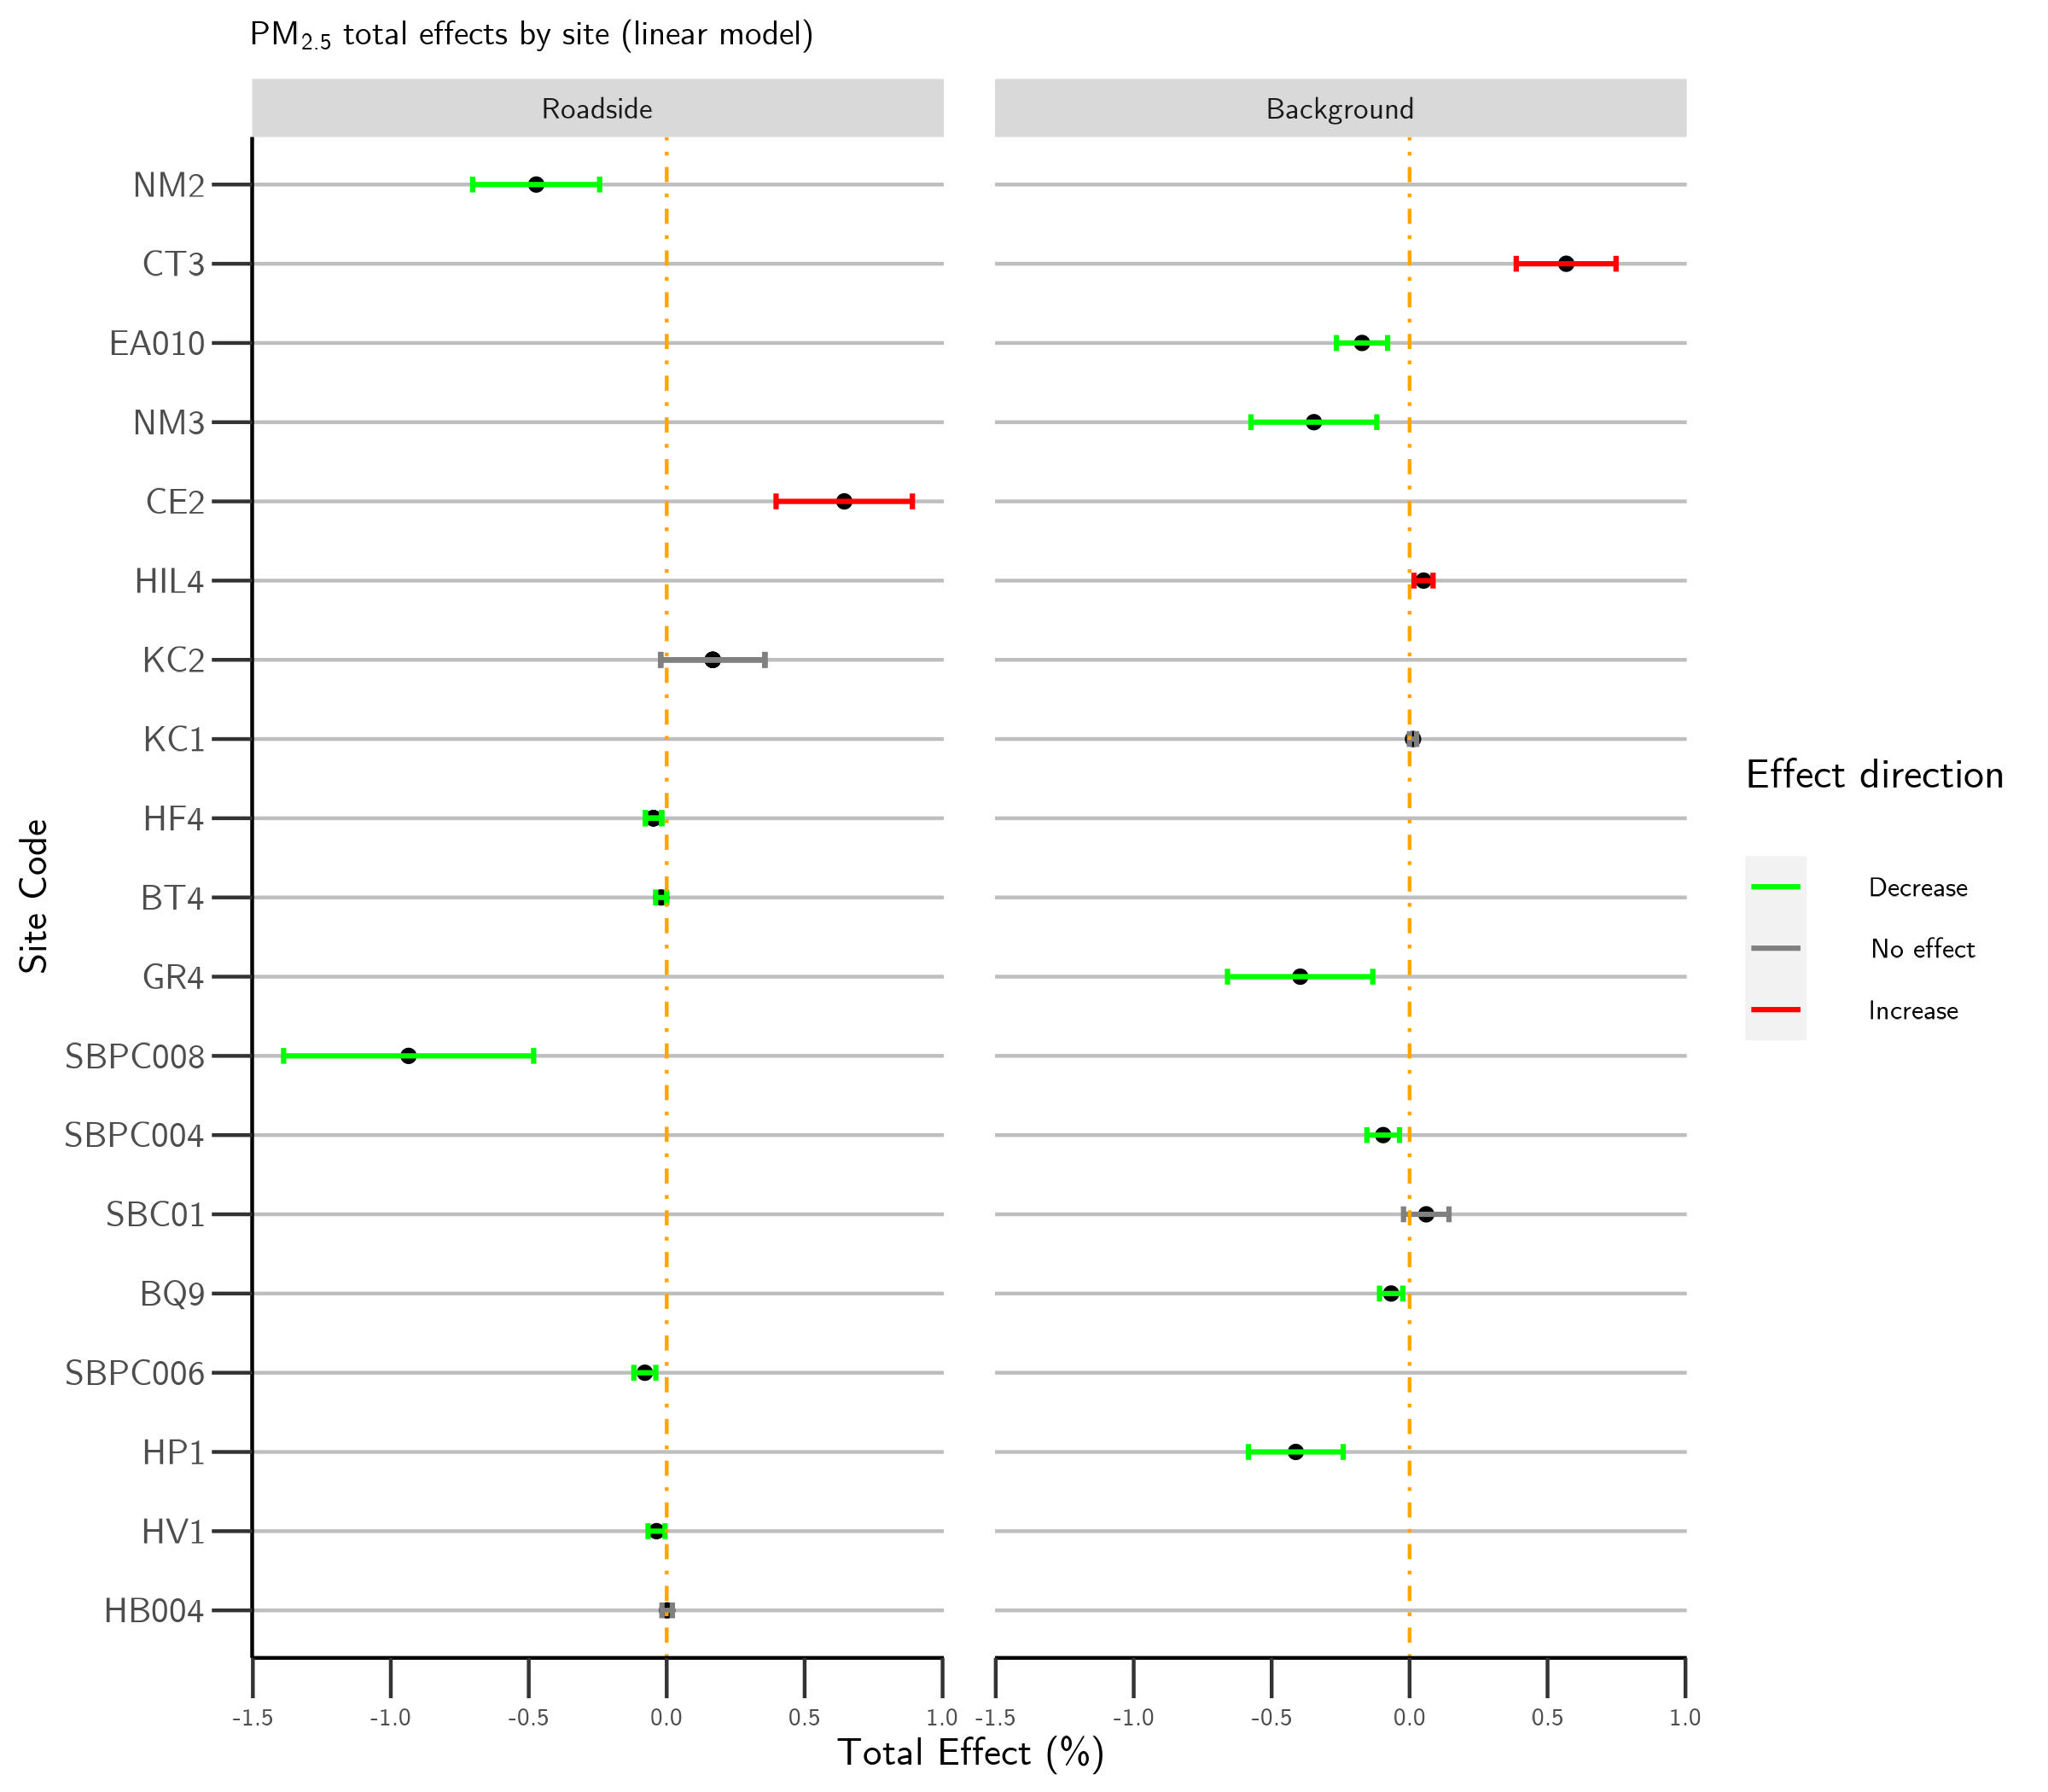 PM2.5 total effects by site (linear model)
Roadside
Background
NM2
CT3
EA010
NM3
CE2
HIL4
KC2
KC1
HF4
BT4
GR4
SBPC008
SBPC004
SBC01
BQ9
SBPC006
HP1
HV1
HB004
Site Code
-1.5 -1.0 -0.5 0.0 0.5 1.0 -1.5 -1.0 -0.5 0.0 0.5 1.0
Total Effect (%)
Effect direction
Decrease
No effect
Increase